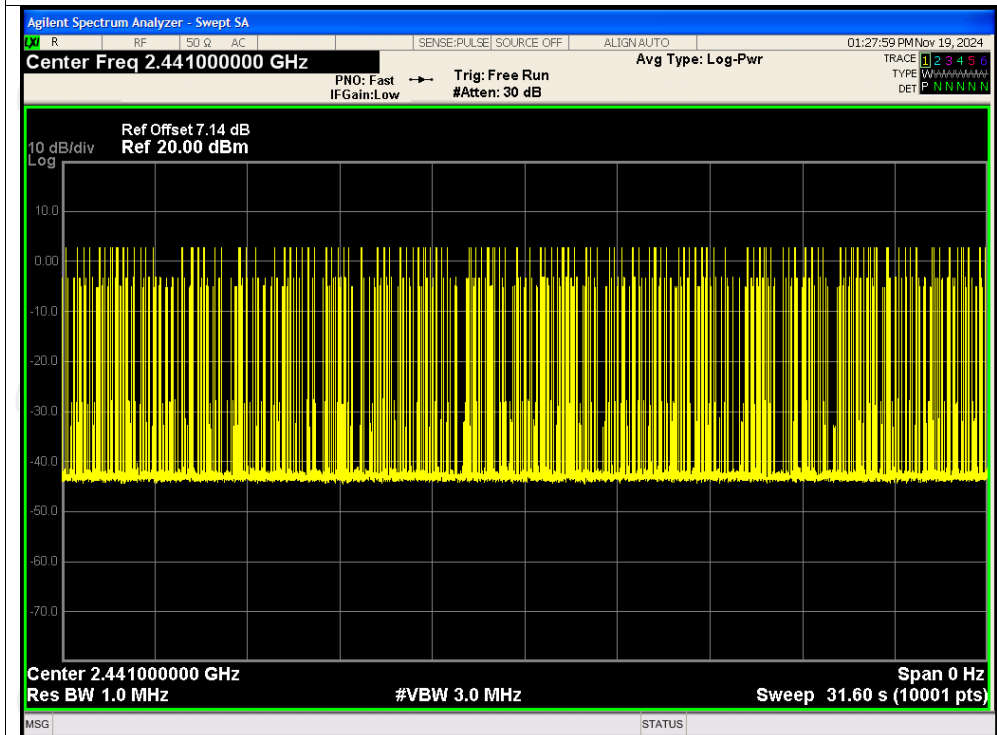 Agilent Spectrum Analyzer - Swept SA
LXI R RF 50 Ω AC SENSE:PULSE SOURCE OFF ALIGN AUTO 01:27:59 PM Nov 19, 2024
Center Freq 2.441000000 GHz
Avg Type: Log-Pwr
TRACE 1 2 3 4 5 6
PNO: Fast Trig: Free Run
TYPE W
IFGain:Low #Atten: 30 dB
DET P N N N N N
Ref Offset 7.14 dB
10 dB/div Ref 20.00 dBm
Log
10.0
0.00
-10.0
-20.0
-30.0
-40.0
-50.0
-60.0
-70.0
Center 2.441000000 GHz Span 0 Hz
Res BW 1.0 MHz #VBW 3.0 MHz Sweep 31.60 s (10001 pts)
MSG STATUS